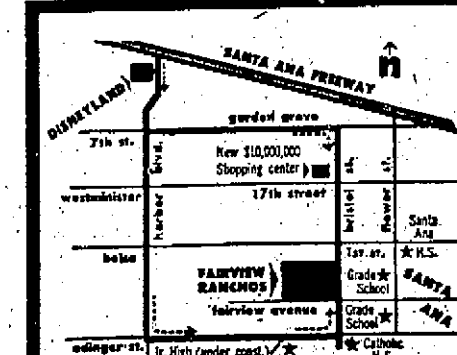 SANTA ANA FREEWAY
n
DISNEYLAND
garden grove
blvd.
7th st.
New $10,000,000
Shopping center
blvd.
harbor
st.
bristol
st.
flower
westminister
17th street
Santa
Ana
H.S.
bolsa
1st. st.
FAIRVIEW
RANCHOS
Grade
School
SANTA
ANA
fairview avenue
Grade
School
edinger st.
Jr. High (under const.)
Catholic
H.S.